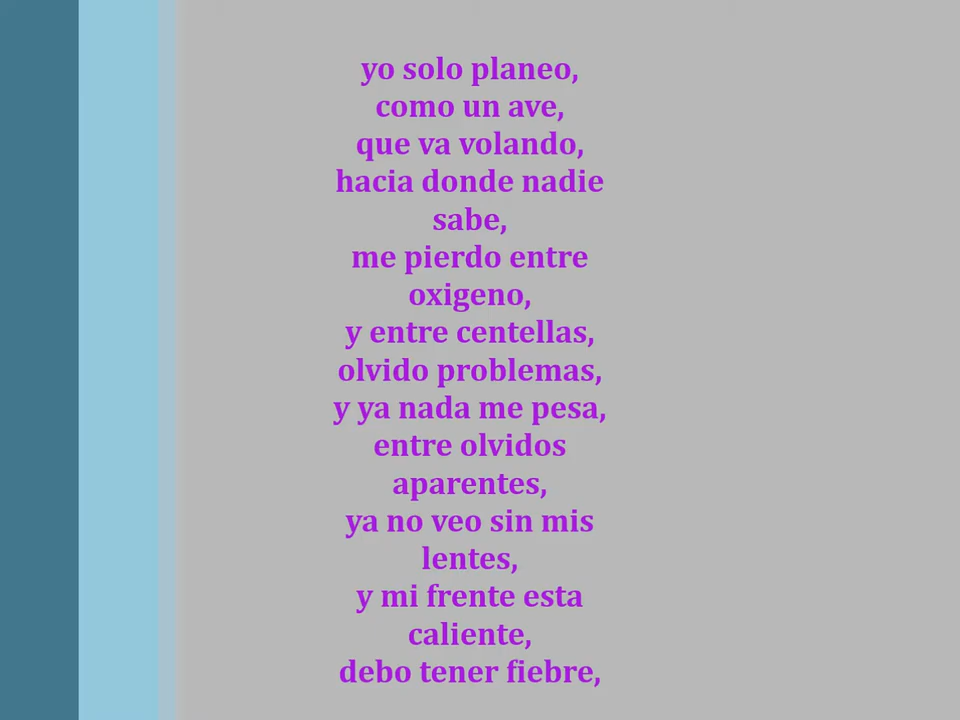 yo solo planeo,
como un ave,
que va volando,
hacia donde nadie
sabe,
me pierdo entre
oxigeno,
y entre centellas,
olvido problemas,
y ya nada me pesa,
entre olvidos
aparentes,
ya no veo sin mis
lentes,
y mi frente esta
caliente,
debo tener fiebre,